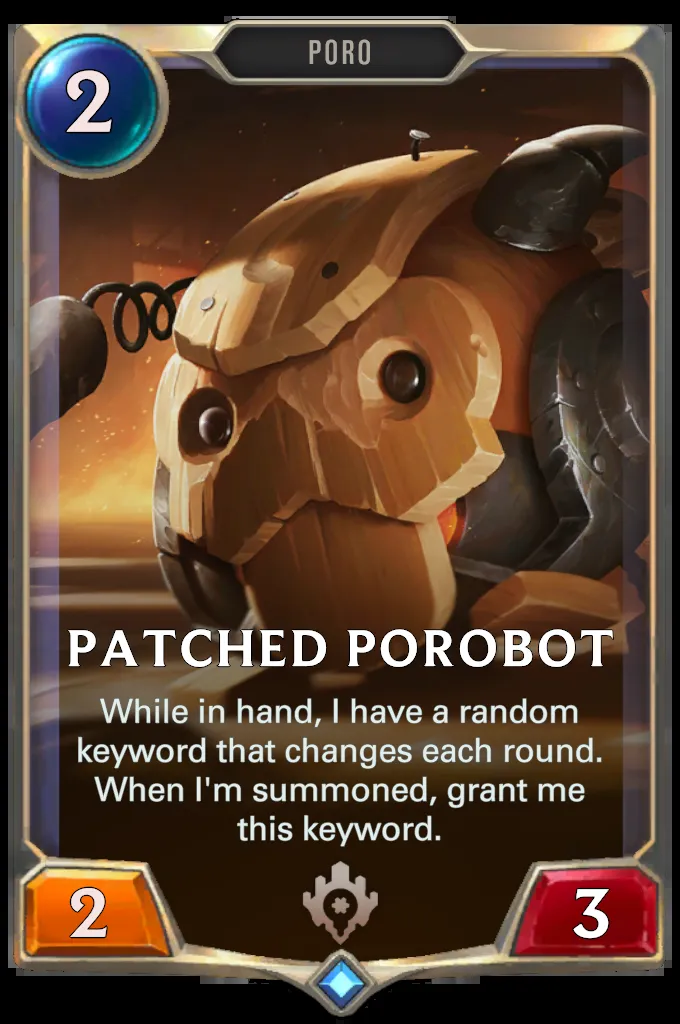 PORO
2
PATCHED POROBOT
While in hand, I have a random
keyword that changes each round.
When I'm summoned, grant me
this keyword.
2
3